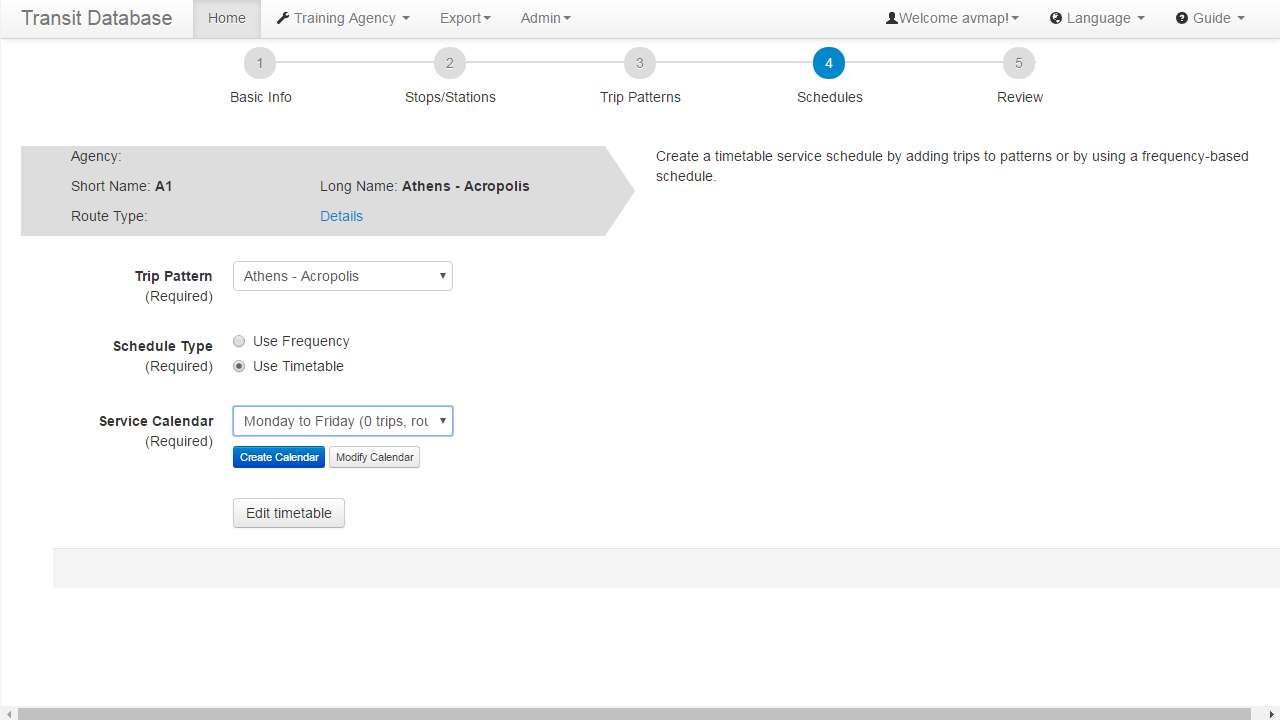 Transit Database Home Training Agency Export Admin Welcome avmap! Language Guide
1 2 3 4 5
Basic Info Stops/Stations Trip Patterns Schedules Review
Agency:
Short Name: A1 Long Name: Athens - Acropolis
Route Type: Details
Create a timetable service schedule by adding trips to patterns or by using a frequency-based
schedule.
Trip Pattern Athens - Acropolis
(Required)
Schedule Type Use Frequency
(Required) Use Timetable
Service Calendar Monday to Friday (0 trips, rou
(Required)
Create Calendar Modify Calendar
Edit timetable